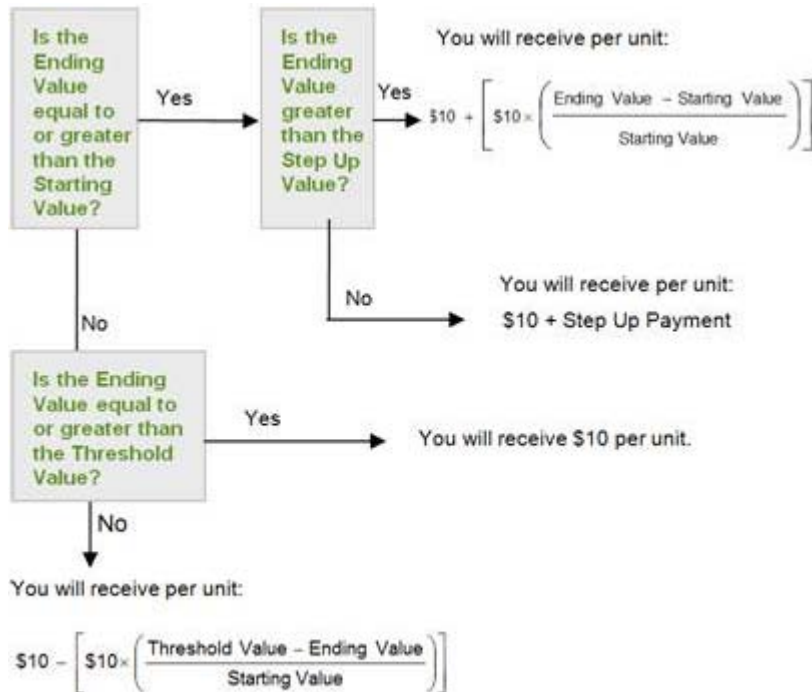 Is the
Ending
Value
equal to
or greater
than the
Starting
Value?
Yes
Is the
Ending
Value
greater
than the
Step Up
Value?
Yes
You will receive per unit:
$10 + [ $10 × ( Ending Value – Starting Value
Starting Value ) ]
No
You will receive per unit:
$10 + Step Up Payment
No
Is the Ending
Value equal to
or greater than
the Threshold
Value?
Yes
You will receive $10 per unit.
No
You will receive per unit:
$10 – [ $10× ( Threshold Value – Ending Value
Starting Value ) ]